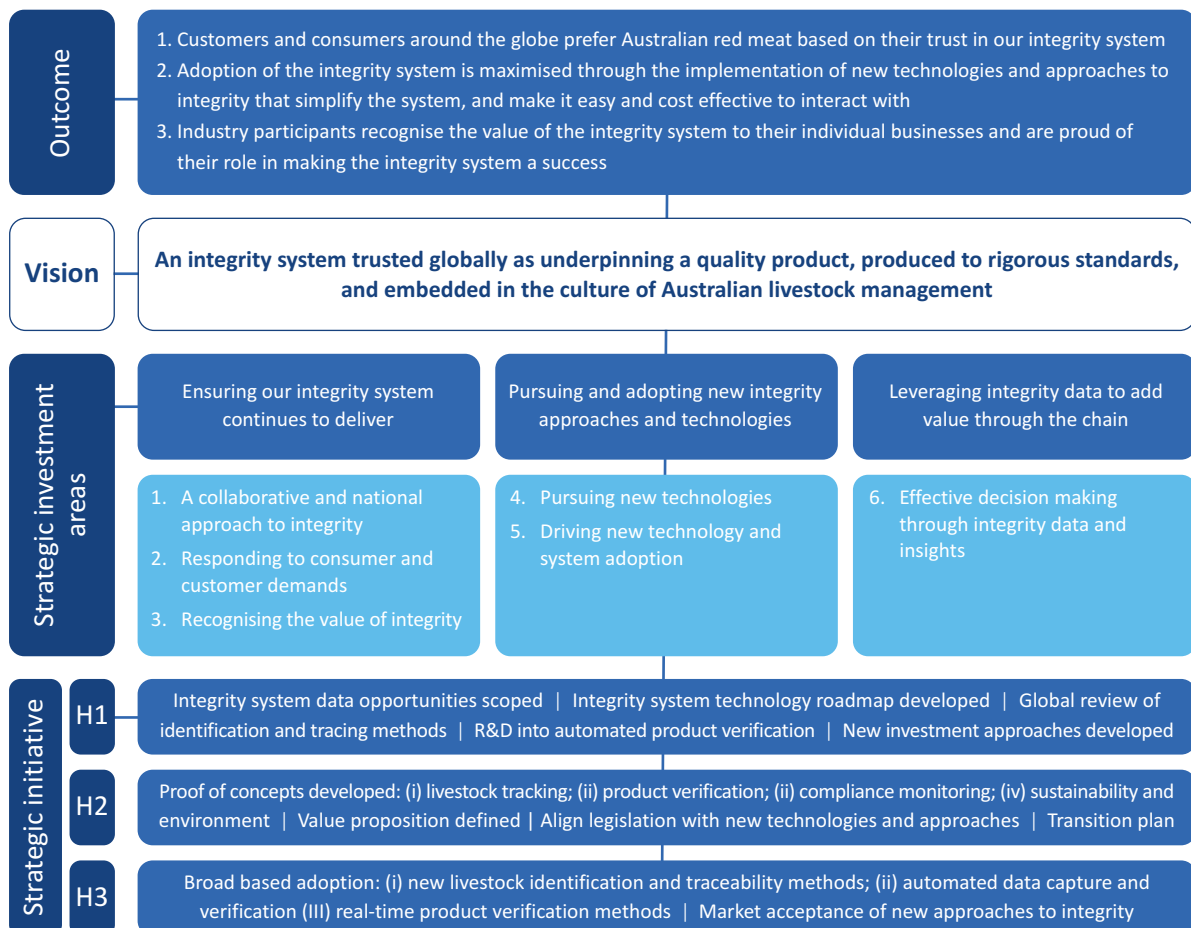 Outcome
1. Customers and consumers around the globe prefer Australian red meat based on their trust in our integrity system
2. Adoption of the integrity system is maximised through the implementation of new technologies and approaches to
integrity that simplify the system, and make it easy and cost effective to interact with
3. Industry participants recognise the value of the integrity system to their individual businesses and are proud of
their role in making the integrity system a success
Vision
An integrity system trusted globally as underpinning a quality product, produced to rigorous standards,
and embedded in the culture of Australian livestock management
Strategic investment
areas
Ensuring our integrity system
continues to deliver
Pursuing and adopting new integrity
approaches and technologies
Leveraging integrity data to add
value through the chain
1. A collaborative and national
approach to integrity
2. Responding to consumer and
customer demands
3. Recognising the value of integrity
4. Pursuing new technologies
5. Driving new technology and
system adoption
6. Effective decision making
through integrity data and
insights
Strategic initiative
H1
Integrity system data opportunities scoped | Integrity system technology roadmap developed | Global review of
identification and tracing methods | R&D into automated product verification | New investment approaches developed
H2
Proof of concepts developed: (i) livestock tracking; (ii) product verification; (ii) compliance monitoring; (iv) sustainability and
environment | Value proposition defined | Align legislation with new technologies and approaches | Transition plan
H3
Broad based adoption: (i) new livestock identification and traceability methods; (ii) automated data capture and
verification (III) real-time product verification methods | Market acceptance of new approaches to integrity